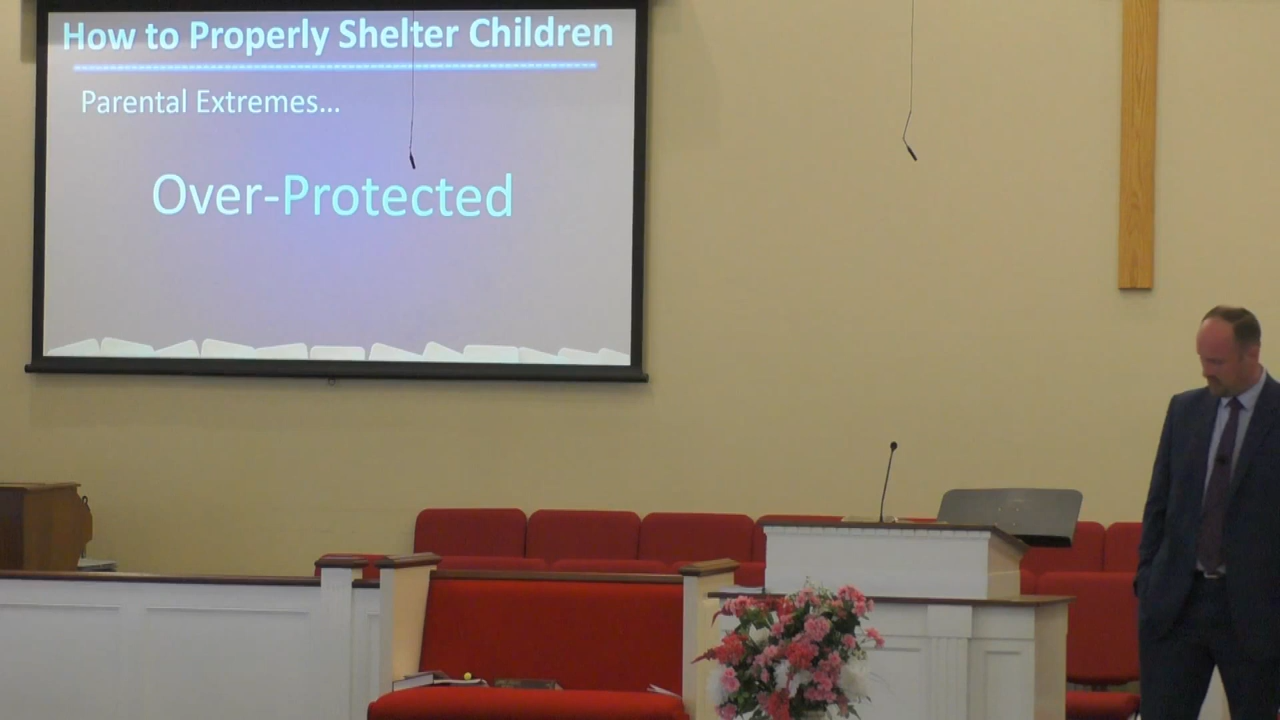 How to Properly Shelter Children
Parental Extremes...
Over-Protected